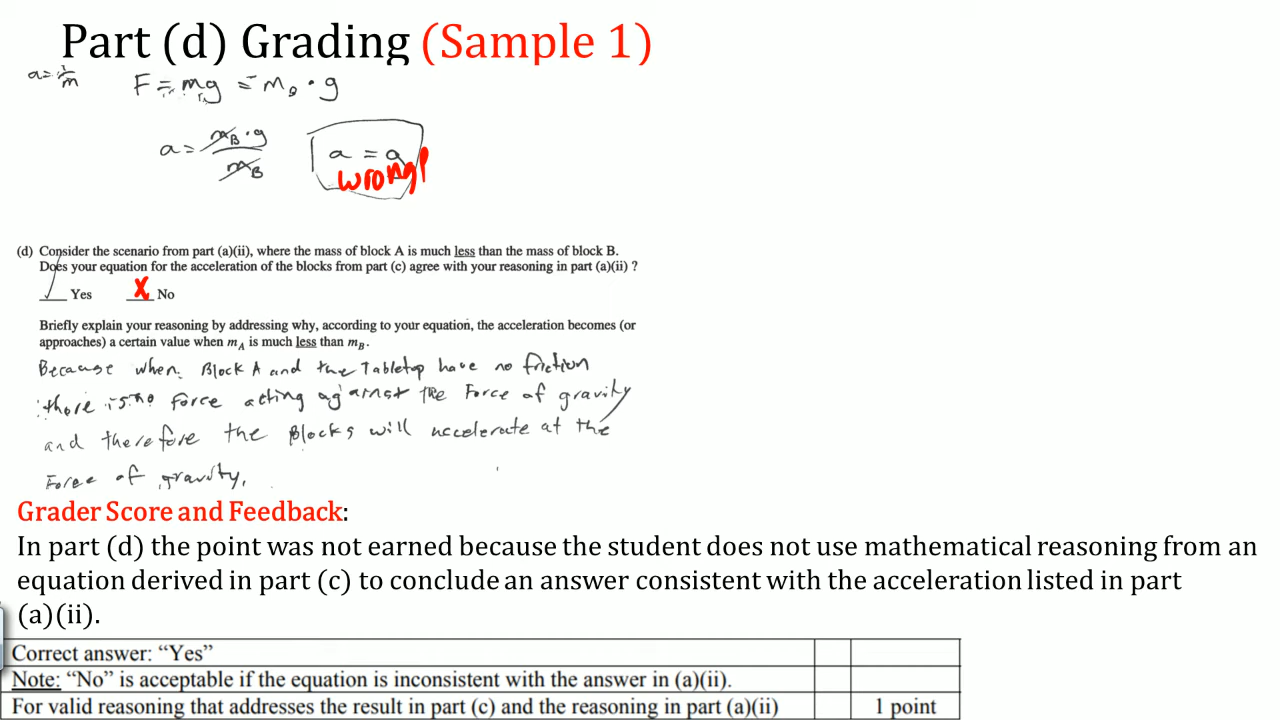 Part (d) Grading (Sample 1)
F = mg = m_B · g
a = m_B · g / m_B
a = g
wrong!
(d) Consider the scenario from part (a)(ii), where the mass of block A is much less than the mass of block B.
Does your equation for the acceleration of the blocks from part (c) agree with your reasoning in part (a)(ii) ?
✓ Yes X No
Briefly explain your reasoning by addressing why, according to your equation, the acceleration becomes (or
approaches) a certain value when m_A is much less than m_B.
Because when Block A and the Tabletop have no friction
there is no Force acting against the Force of gravity
and therefore the Blocks will accelerate at the
Force of gravity.
Grader Score and Feedback:
In part (d) the point was not earned because the student does not use mathematical reasoning from an
equation derived in part (c) to conclude an answer consistent with the acceleration listed in part
(a)(ii).
Correct answer: “Yes”
Note: “No” is acceptable if the equation is inconsistent with the answer in (a)(ii).
For valid reasoning that addresses the result in part (c) and the reasoning in part (a)(ii) 1 point